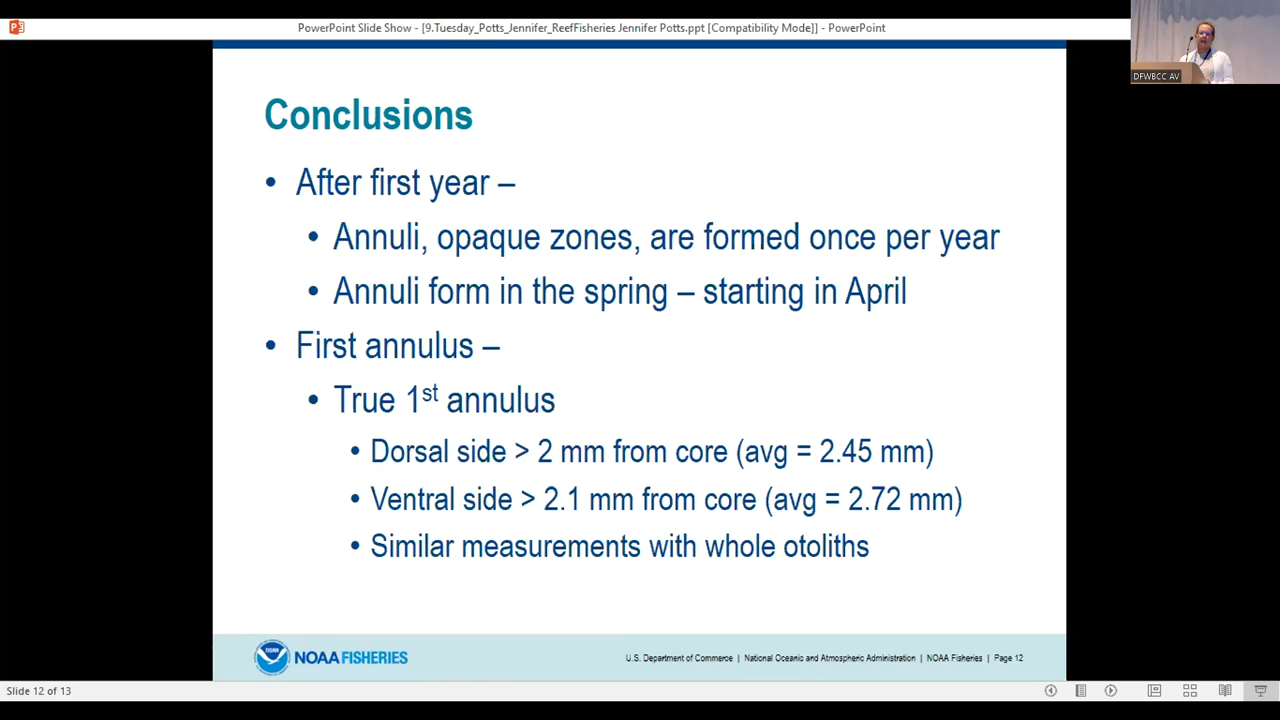 PowerPoint Slide Show - [9.Tuesday_Potts_Jennifer_ReefFisheries Jennifer Potts.ppt [Compatibility Mode]] - PowerPoint
DFWBCC AV
Conclusions
• After first year –
• Annuli, opaque zones, are formed once per year
• Annuli form in the spring – starting in April
• First annulus –
• True 1st annulus
• Dorsal side > 2 mm from core (avg = 2.45 mm)
• Ventral side > 2.1 mm from core (avg = 2.72 mm)
• Similar measurements with whole otoliths
NOAA FISHERIES
U.S. Department of Commerce | National Oceanic and Atmospheric Administration | NOAA Fisheries | Page 12
Slide 12 of 13